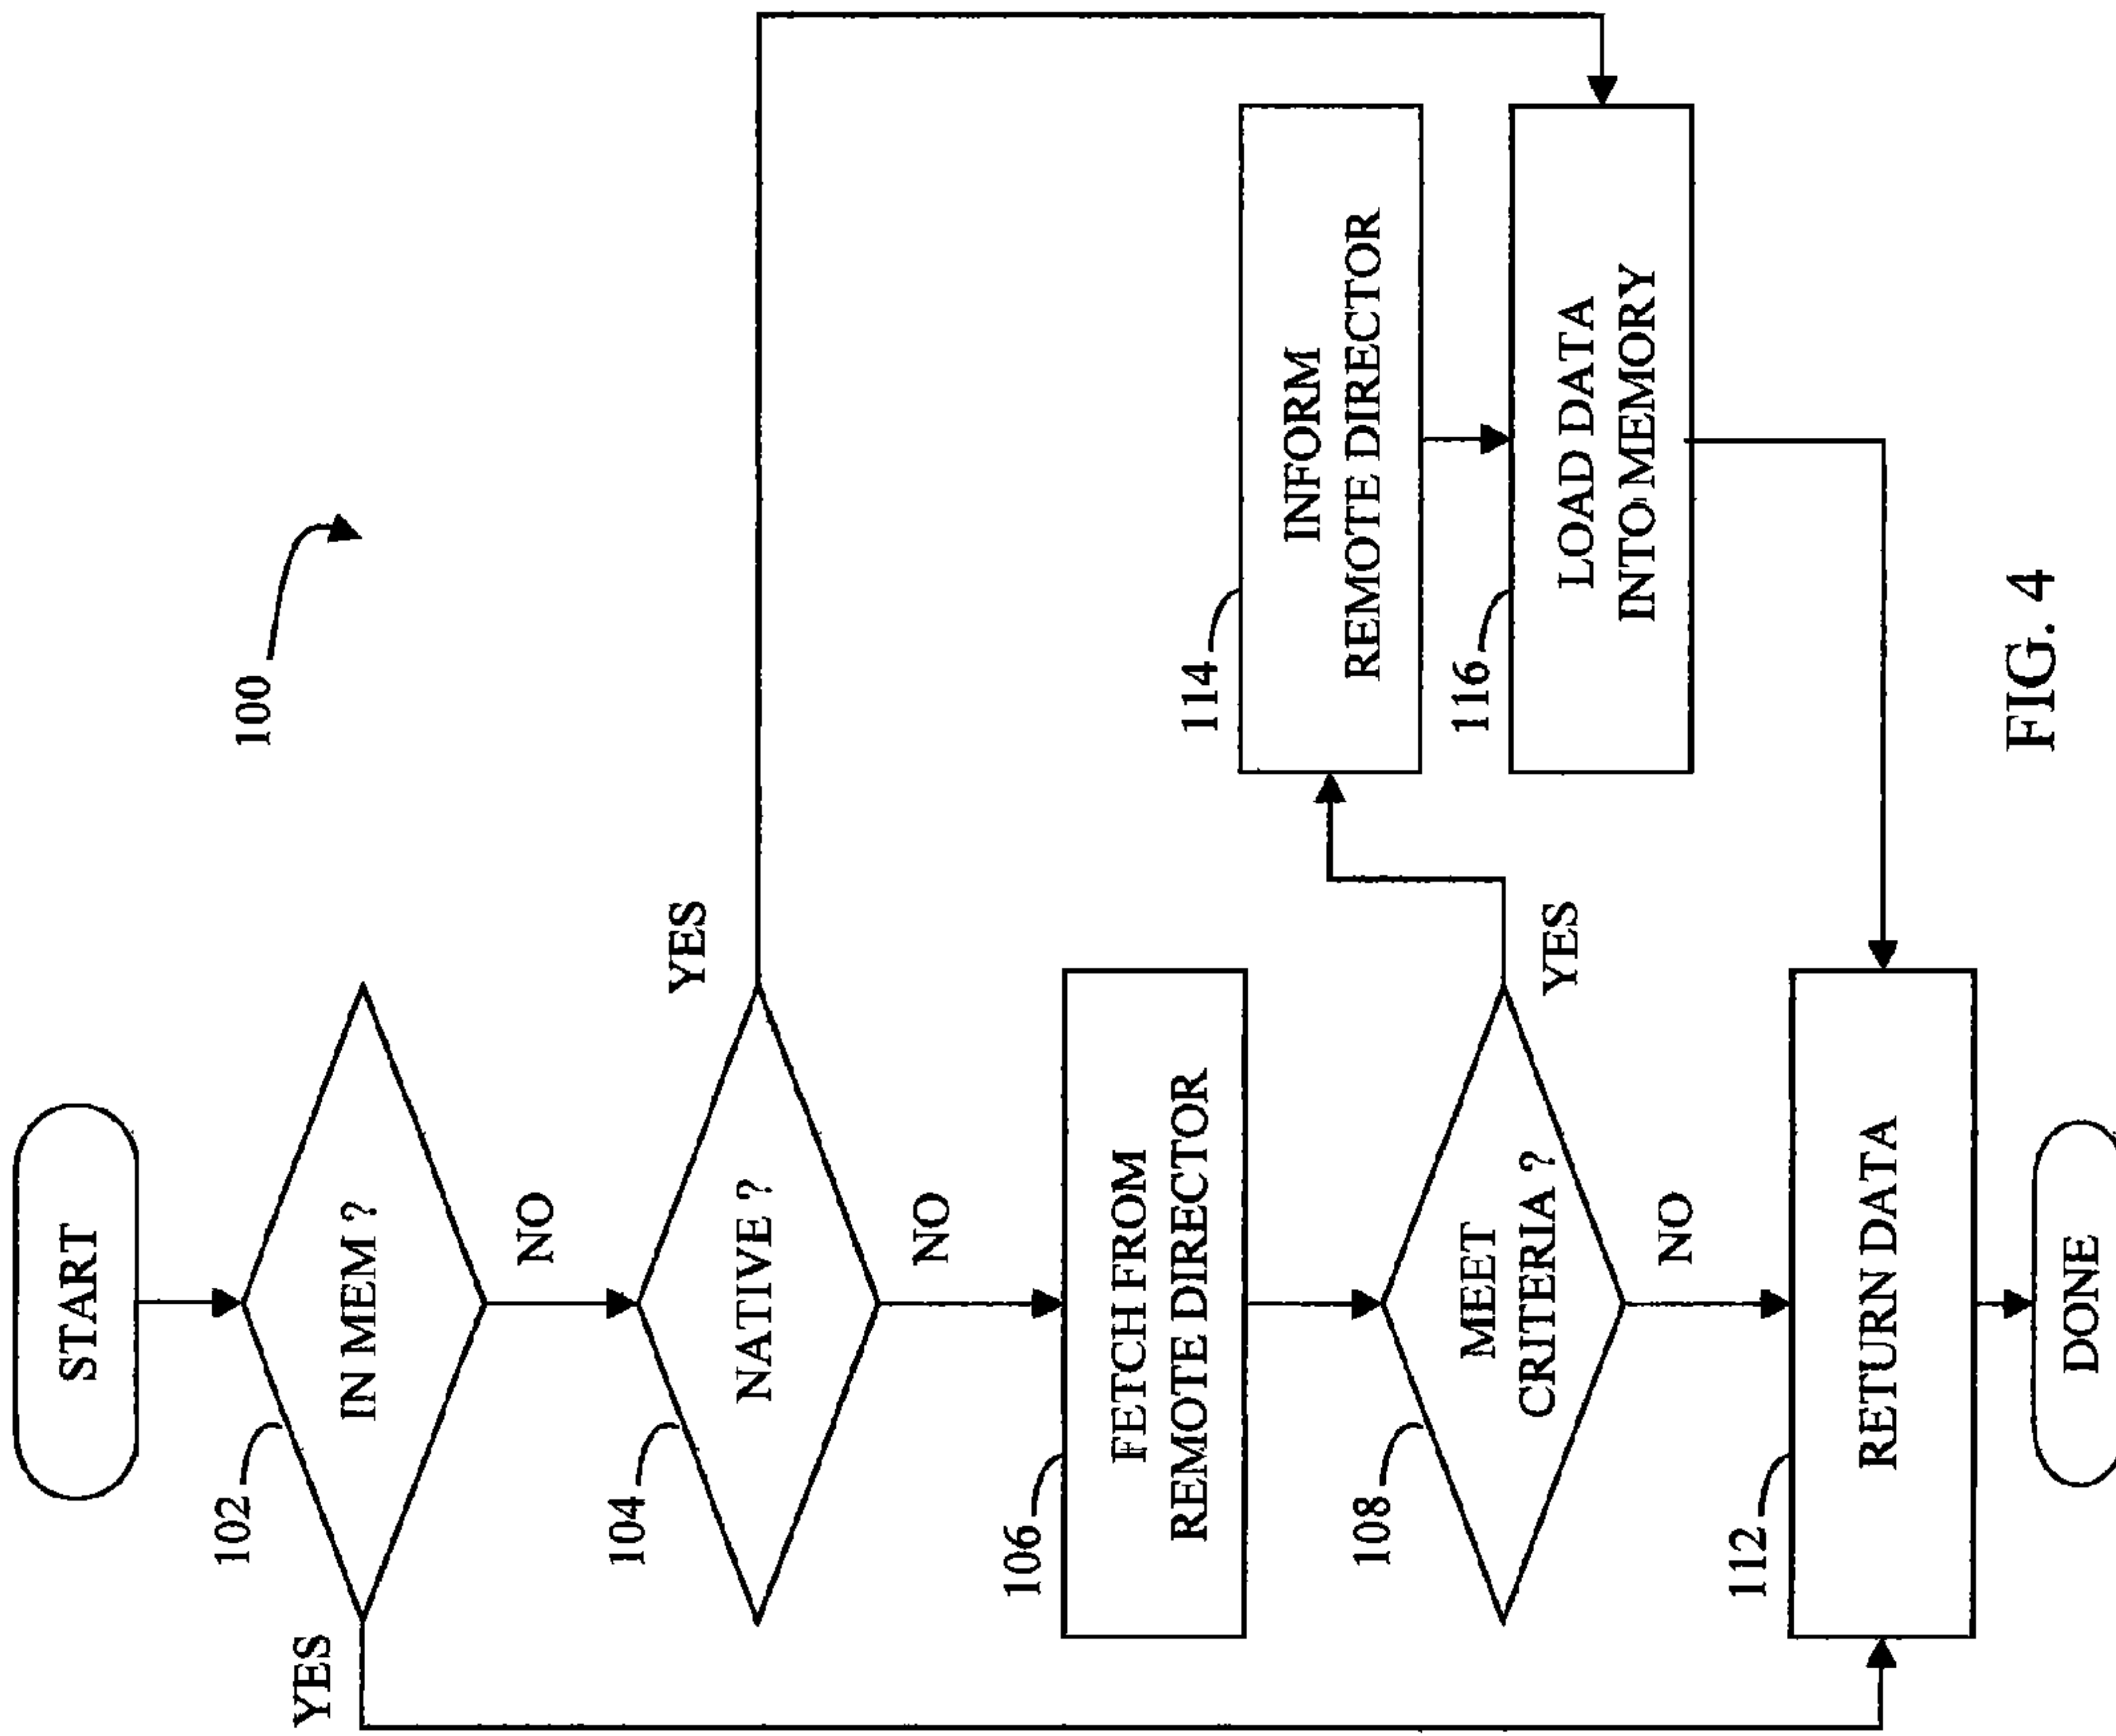 START
102
IN MEM ?
YES
NO
100
104
NATIVE ?
YES
NO
106
FETCH FROM
REMOTE DIRECTOR
108
MEET
CRITERIA ?
YES
NO
114
INFORM
REMOTE DIRECTOR
116
LOAD DATA
INTO MEMORY
112
RETURN DATA
DONE
FIG. 4